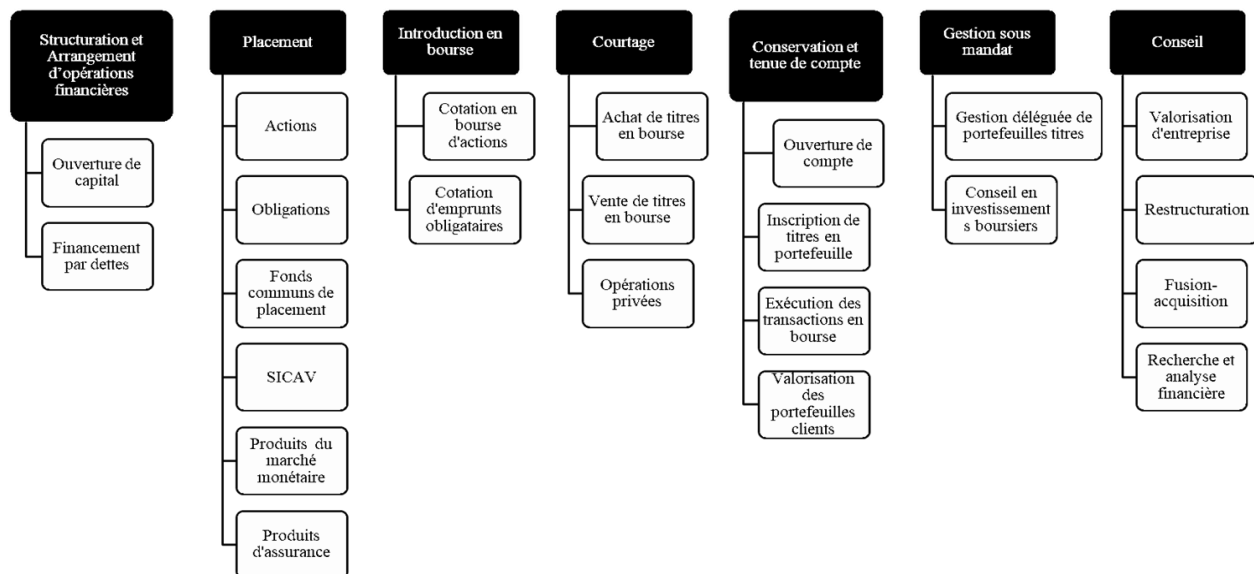 Structuration et
Arrangement
d'opérations
financières
Ouverture de
capital
Financement
par dettes
Placement
Actions
Obligations
Fonds
communs de
placement
SICAV
Produits du
marché
monétaire
Produits
d'assurance
Introduction en
bourse
Cotation en
bourse
d'actions
Cotation
d'emprunts
obligataires
Courtage
Achat de titres
en bourse
Vente de titres
en bourse
Opérations
privées
Conservation et
tenue de compte
Ouverture de
compte
Inscription de
titres en
portefeuille
Exécution des
transactions en
bourse
Valorisation
des
portefeuilles
clients
Gestion sous
mandat
Gestion déléguée de
portefeuilles titres
Conseil en
investissement
s boursiers
Conseil
Valorisation
d'entreprise
Restructuration
Fusion-
acquisition
Recherche et
analyse
financière